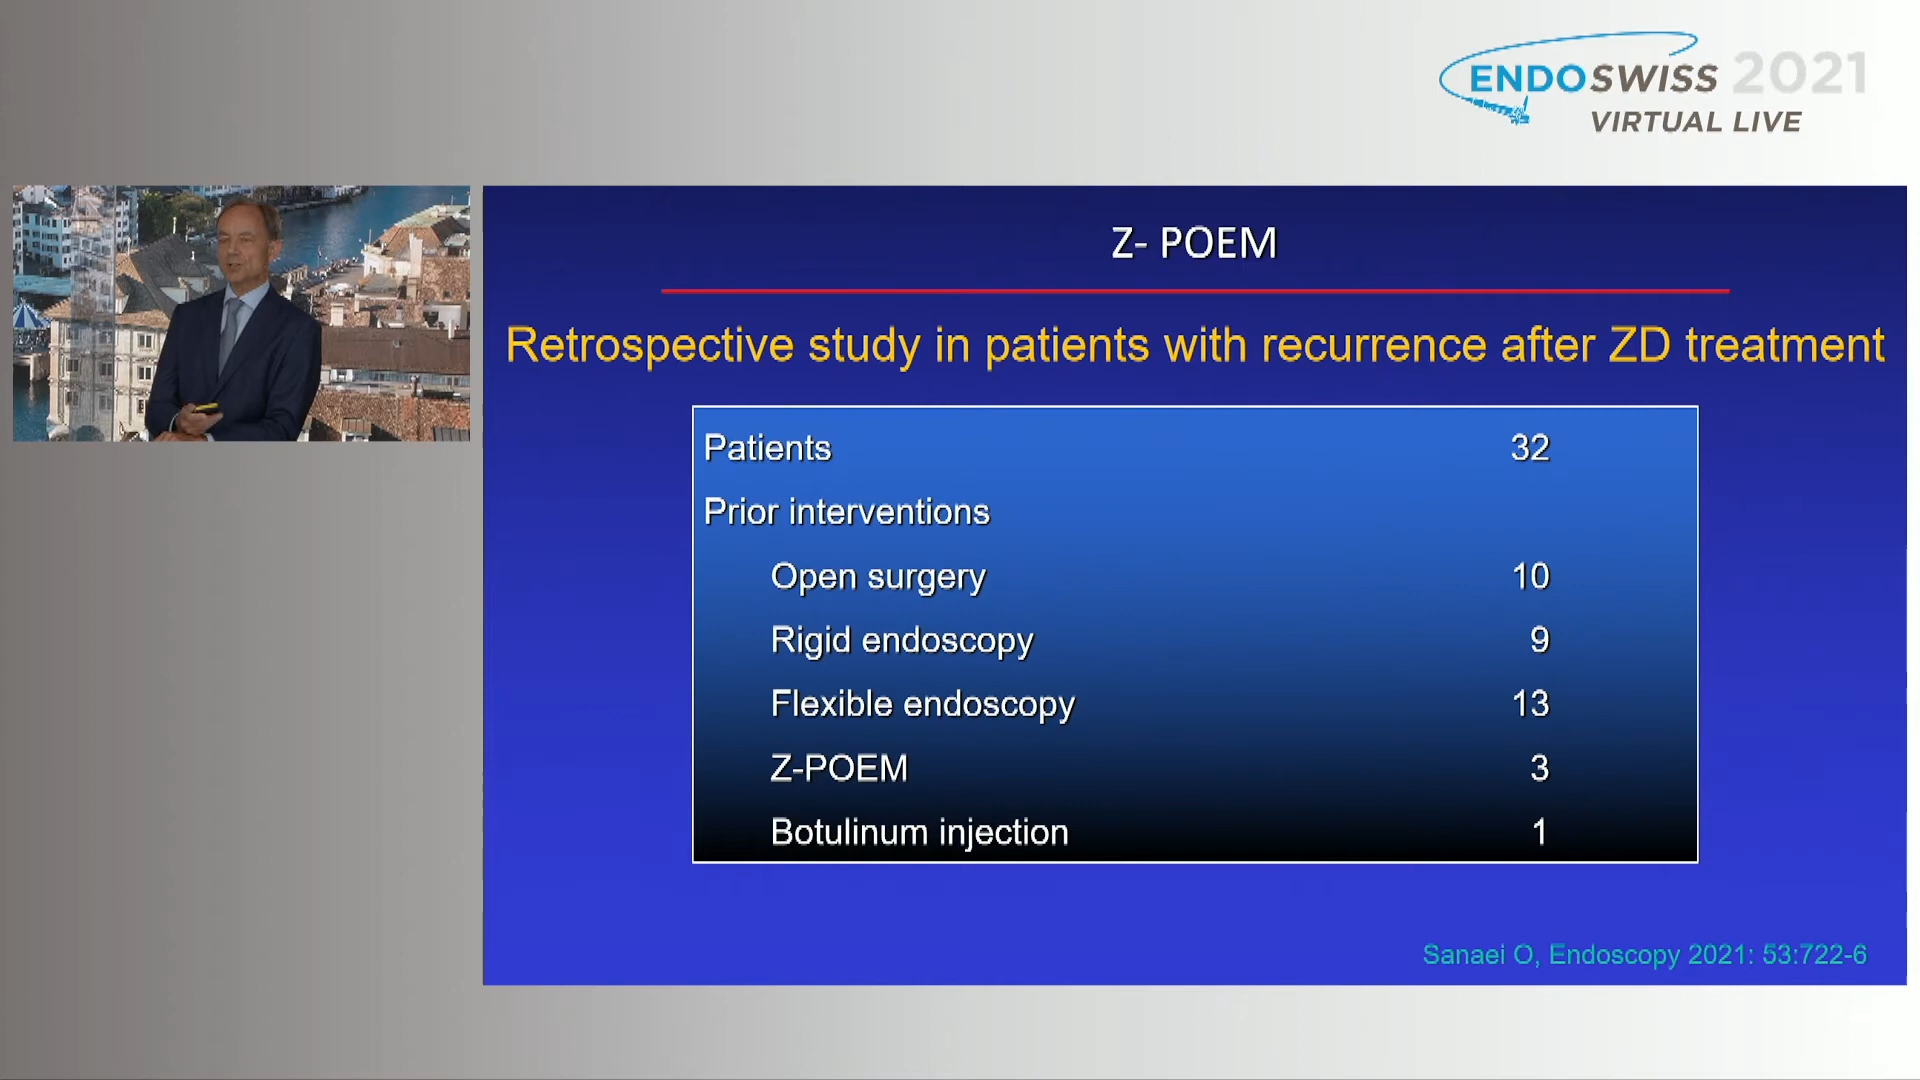 ENDOSWISS 2021
VIRTUAL LIVE
Z- POEM
Retrospective study in patients with recurrence after ZD treatment
Patients 32
Prior interventions
Open surgery 10
Rigid endoscopy 9
Flexible endoscopy 13
Z-POEM 3
Botulinum injection 1
Sanaei O, Endoscopy 2021: 53:722-6